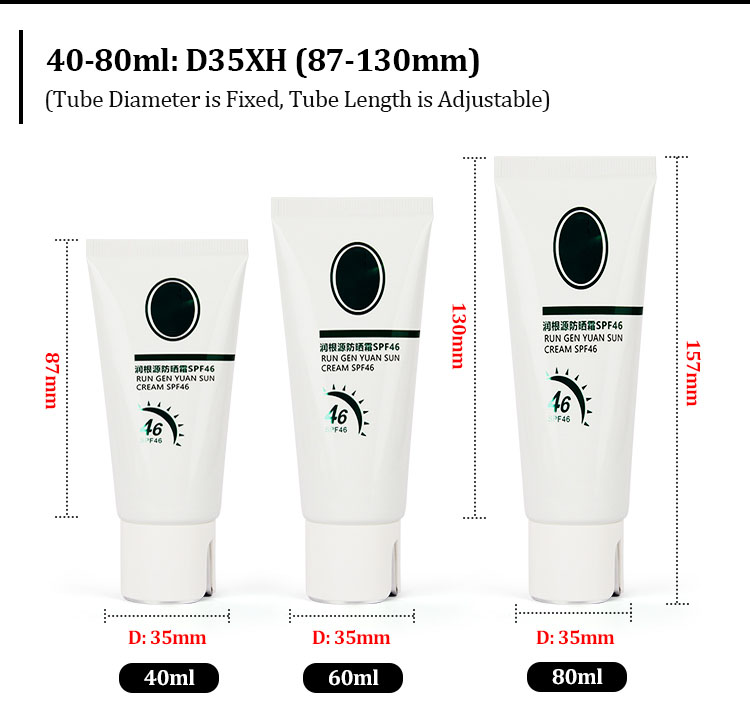 40-80ml: D35XH (87-130mm)
(Tube Diameter is Fixed, Tube Length is Adjustable)
87mm
润根源防晒霜SPF46
RUN GEN YUAN SUN
CREAM SPF46
46
SPF46
润根源防晒霜SPF46
RUN GEN YUAN SUN
CREAM SPF46
46
SPF46
130mm
润根源防晒霜SPF46
RUN GEN YUAN SUN
CREAM SPF46
46
SPF46
157mm
D: 35mm
D: 35mm
D: 35mm
40ml
60ml
80ml